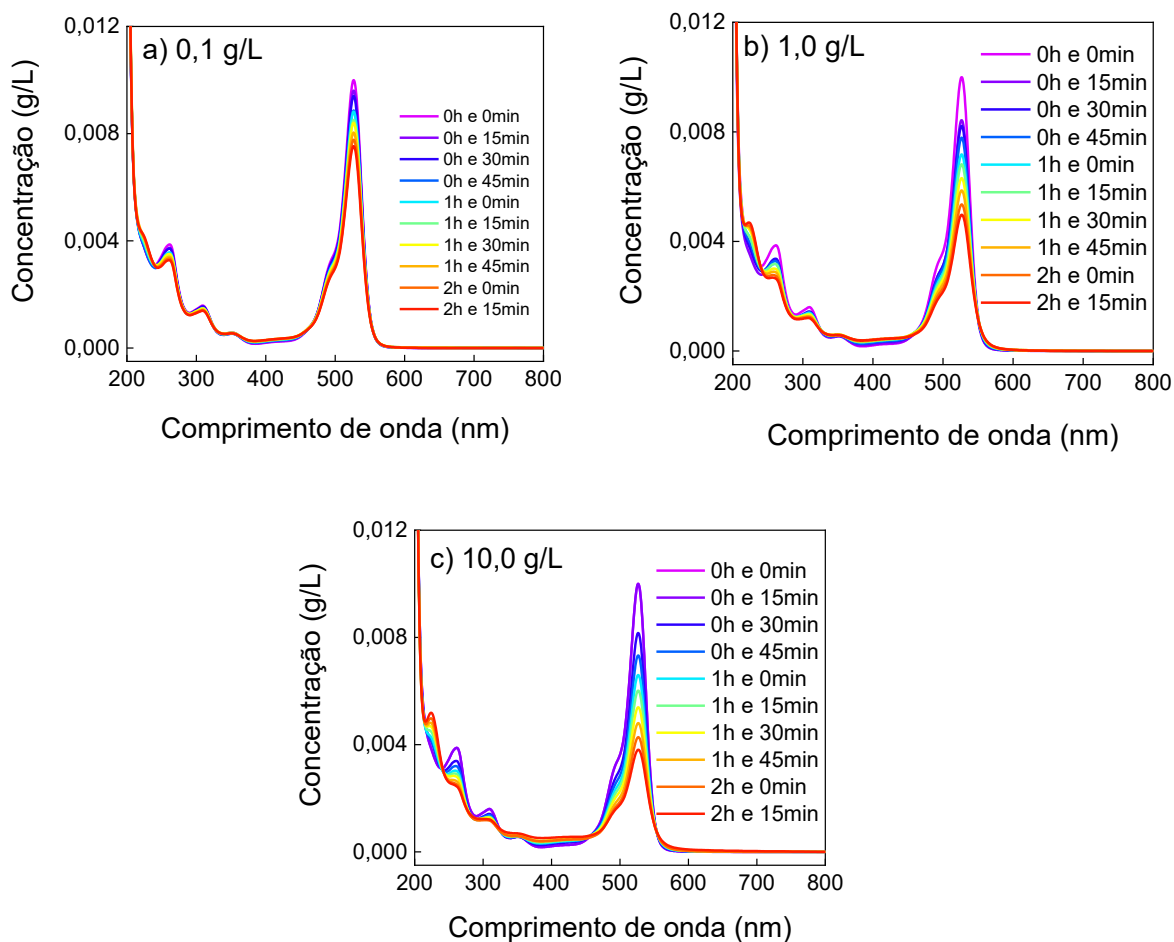 a) 0,1 g/L
0,012
0,008
0,004
0,000
Concentração (g/L)
0h e 0min
0h e 15min
0h e 30min
0h e 45min
1h e 0min
1h e 15min
1h e 30min
1h e 45min
2h e 0min
2h e 15min
200 300 400 500 600 700 800
Comprimento de onda (nm)
b) 1,0 g/L
0,012
0,008
0,004
0,000
Concentração (g/L)
0h e 0min
0h e 15min
0h e 30min
0h e 45min
1h e 0min
1h e 15min
1h e 30min
1h e 45min
2h e 0min
2h e 15min
200 300 400 500 600 700 800
Comprimento de onda (nm)
c) 10,0 g/L
0,012
0,008
0,004
0,000
Concentração (g/L)
0h e 0min
0h e 15min
0h e 30min
0h e 45min
1h e 0min
1h e 15min
1h e 30min
1h e 45min
2h e 0min
2h e 15min
200 300 400 500 600 700 800
Comprimento de onda (nm)